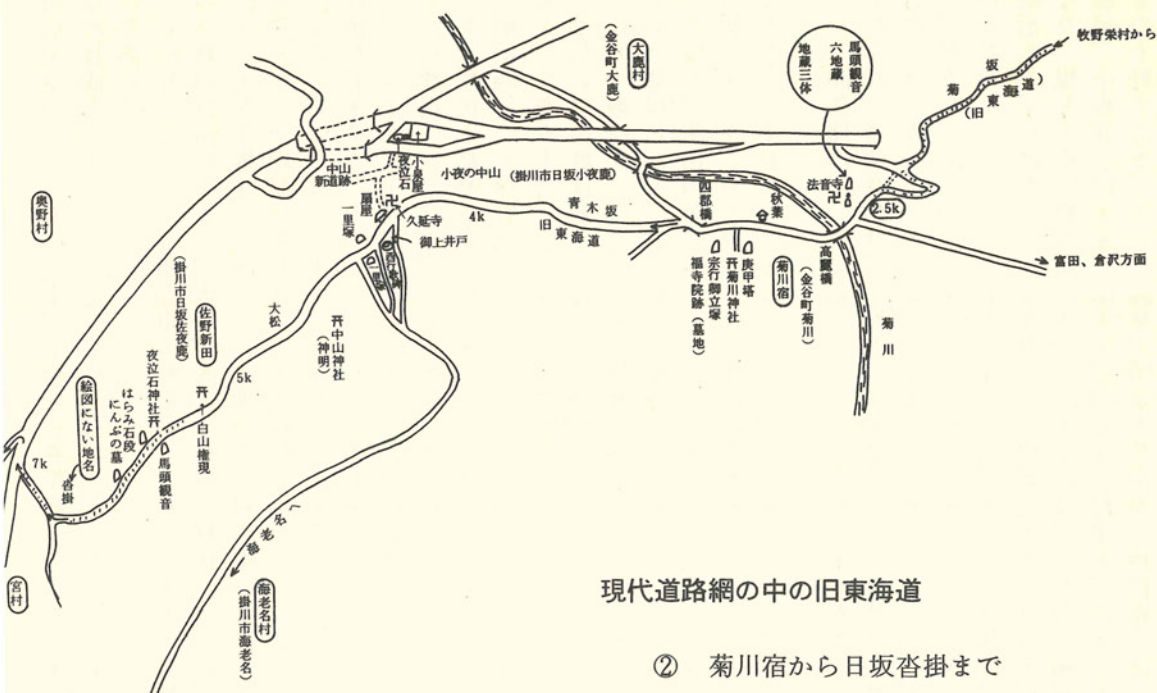 牧野栄村から
菊坂
（旧東海道）
馬頭観音
六地蔵
地蔵三体
大鹿村
（金谷町大鹿）
小泉屋
夜泣石
中山
新道跡
小夜の中山　（掛川市日坂小夜鹿）
扇屋
卍
久延寺
一里塚
御上井戸
4k
青木坂
旧東海道
四郡橋
秋葉
法音寺
卍
2.5k
富田、倉沢方面
高麗橋
菊川宿
（金谷町菊川）
庚甲塔
菊川神社
宗行卿立塚
福寺院跡（墓地）
菊川
奥野村
（掛川市日坂佐夜鹿）
佐野新田
大松
中山神社
（神明）
5k
白山権現
夜泣石神社
はらみ石段
にんぷの墓
馬頭観音
絵図にない地名
沓掛
7k
宮村
海老名へ
海老名村
（掛川市海老名）
現代道路網の中の旧東海道
②　菊川宿から日坂沓掛まで